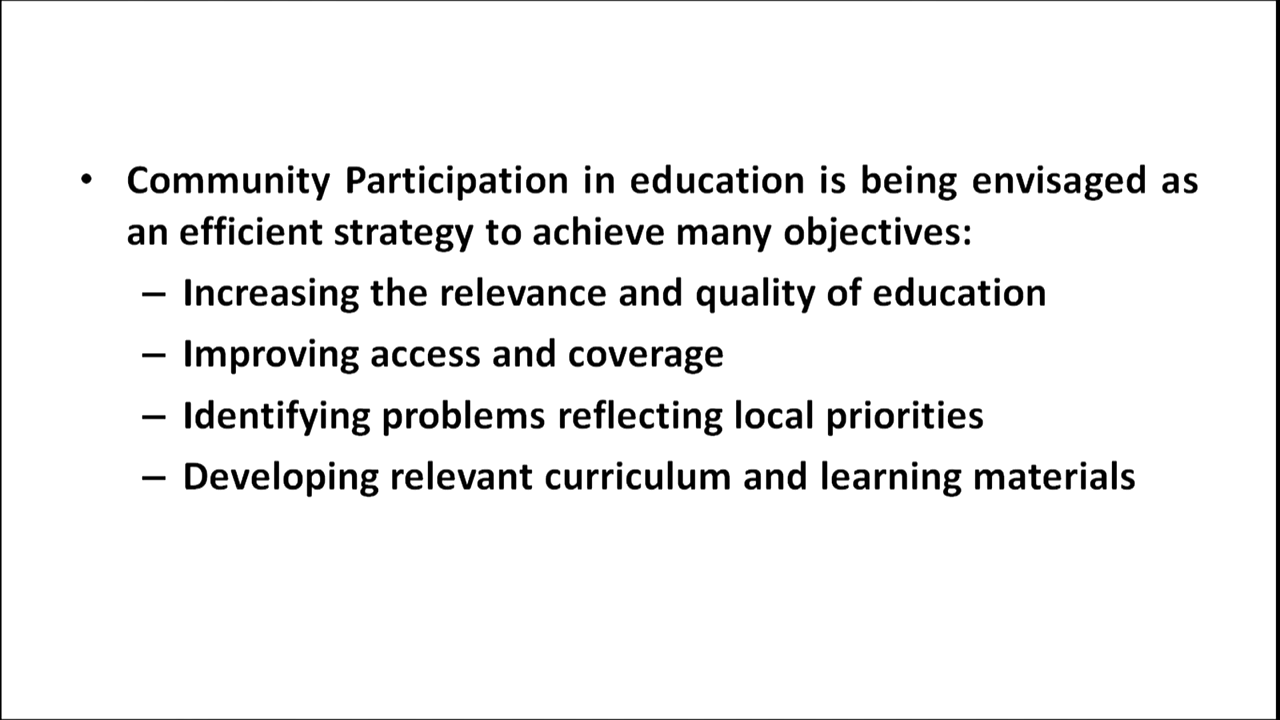 • Community Participation in education is being envisaged as
an efficient strategy to achieve many objectives:
– Increasing the relevance and quality of education
– Improving access and coverage
– Identifying problems reflecting local priorities
– Developing relevant curriculum and learning materials